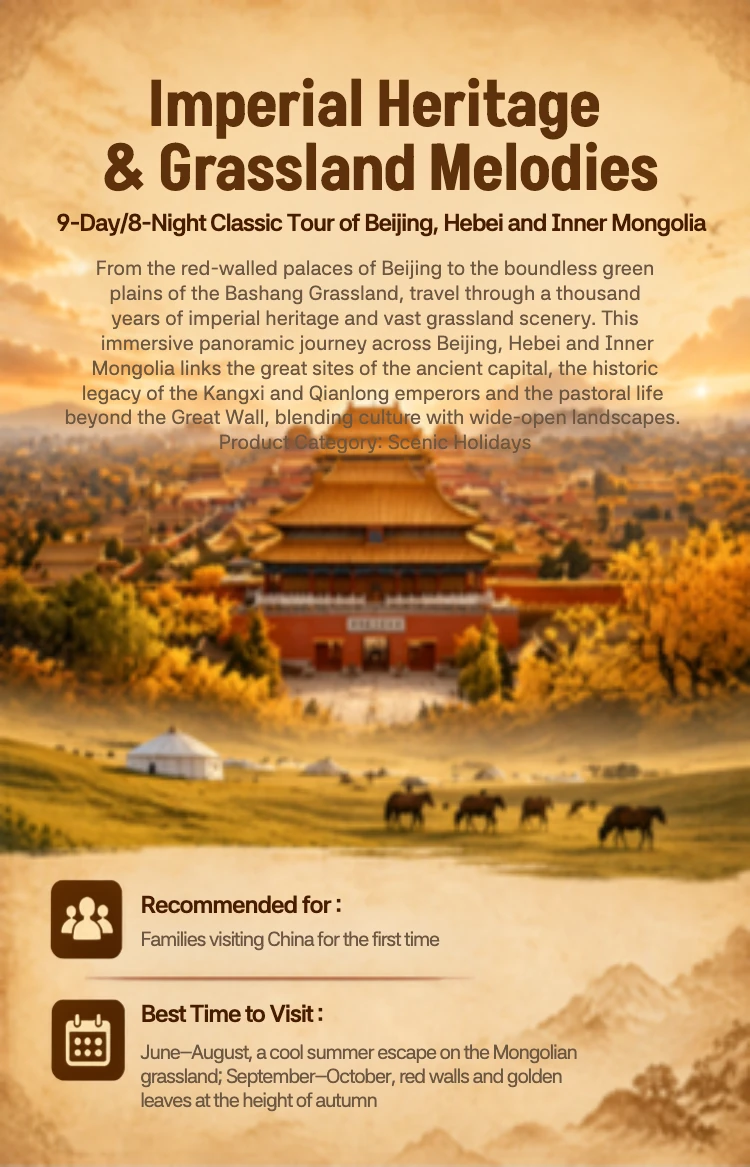 Imperial Heritage
& Grassland Melodies
9-Day/8-Night Classic Tour of Beijing, Hebei and Inner Mongolia
From the red-walled palaces of Beijing to the boundless green
plains of the Bashang Grassland, travel through a thousand
years of imperial heritage and vast grassland scenery. This
immersive panoramic journey across Beijing, Hebei and Inner
Mongolia links the great sites of the ancient capital, the historic
legacy of the Kangxi and Qianlong emperors and the pastoral life
beyond the Great Wall, blending culture with wide-open landscapes.
Product Category: Scenic Holidays
Recommended for :
Families visiting China for the first time
Best Time to Visit :
June—August, a cool summer escape on the Mongolian
grassland; September—October, red walls and golden
leaves at the height of autumn